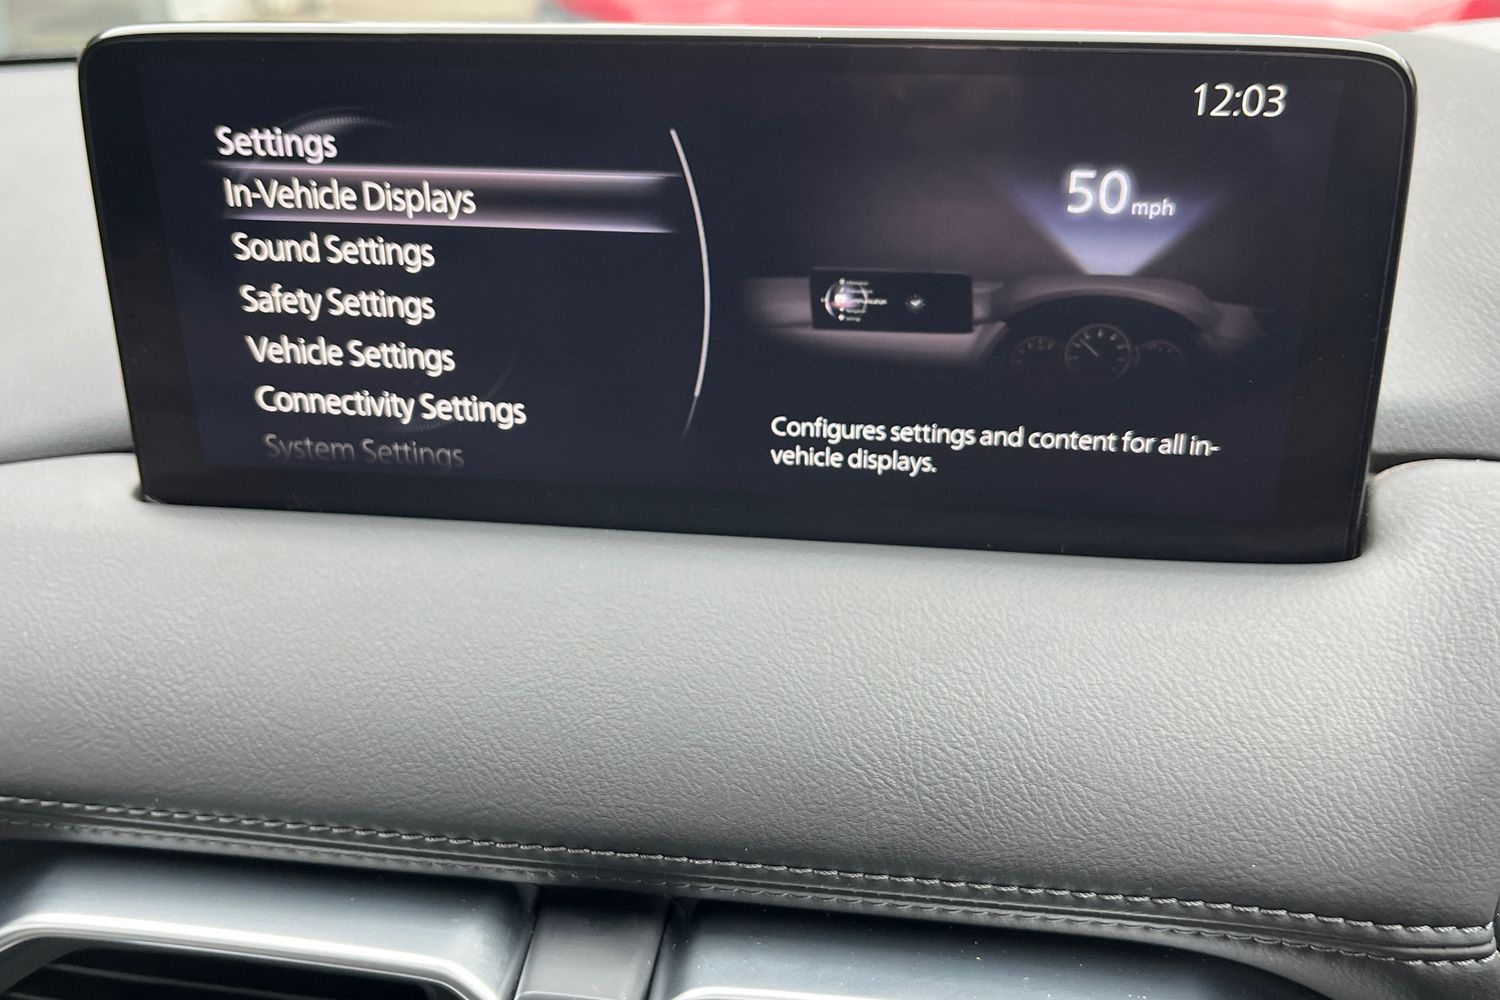 12:03
Settings
In-Vehicle Displays
Sound Settings
Safety Settings
Vehicle Settings
Connectivity Settings
System Settings
50 mph
Configures settings and content for all in-
vehicle displays.